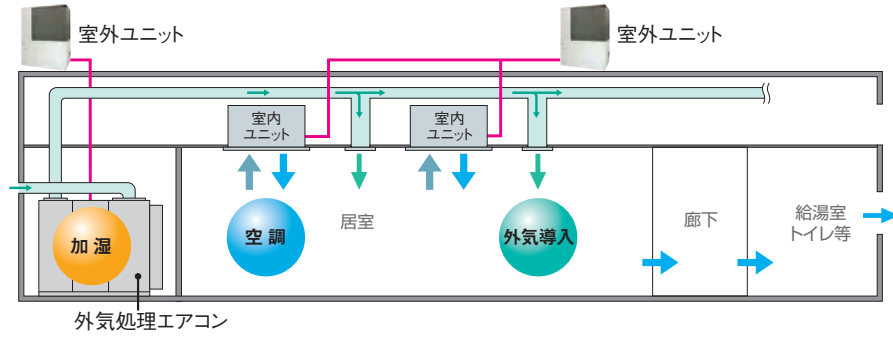 室外ユニット
室外ユニット
室内
ユニット
室内
ユニット
加湿
空調
居室
外気導入
廊下
給湯室
トイレ等
外気処理エアコン